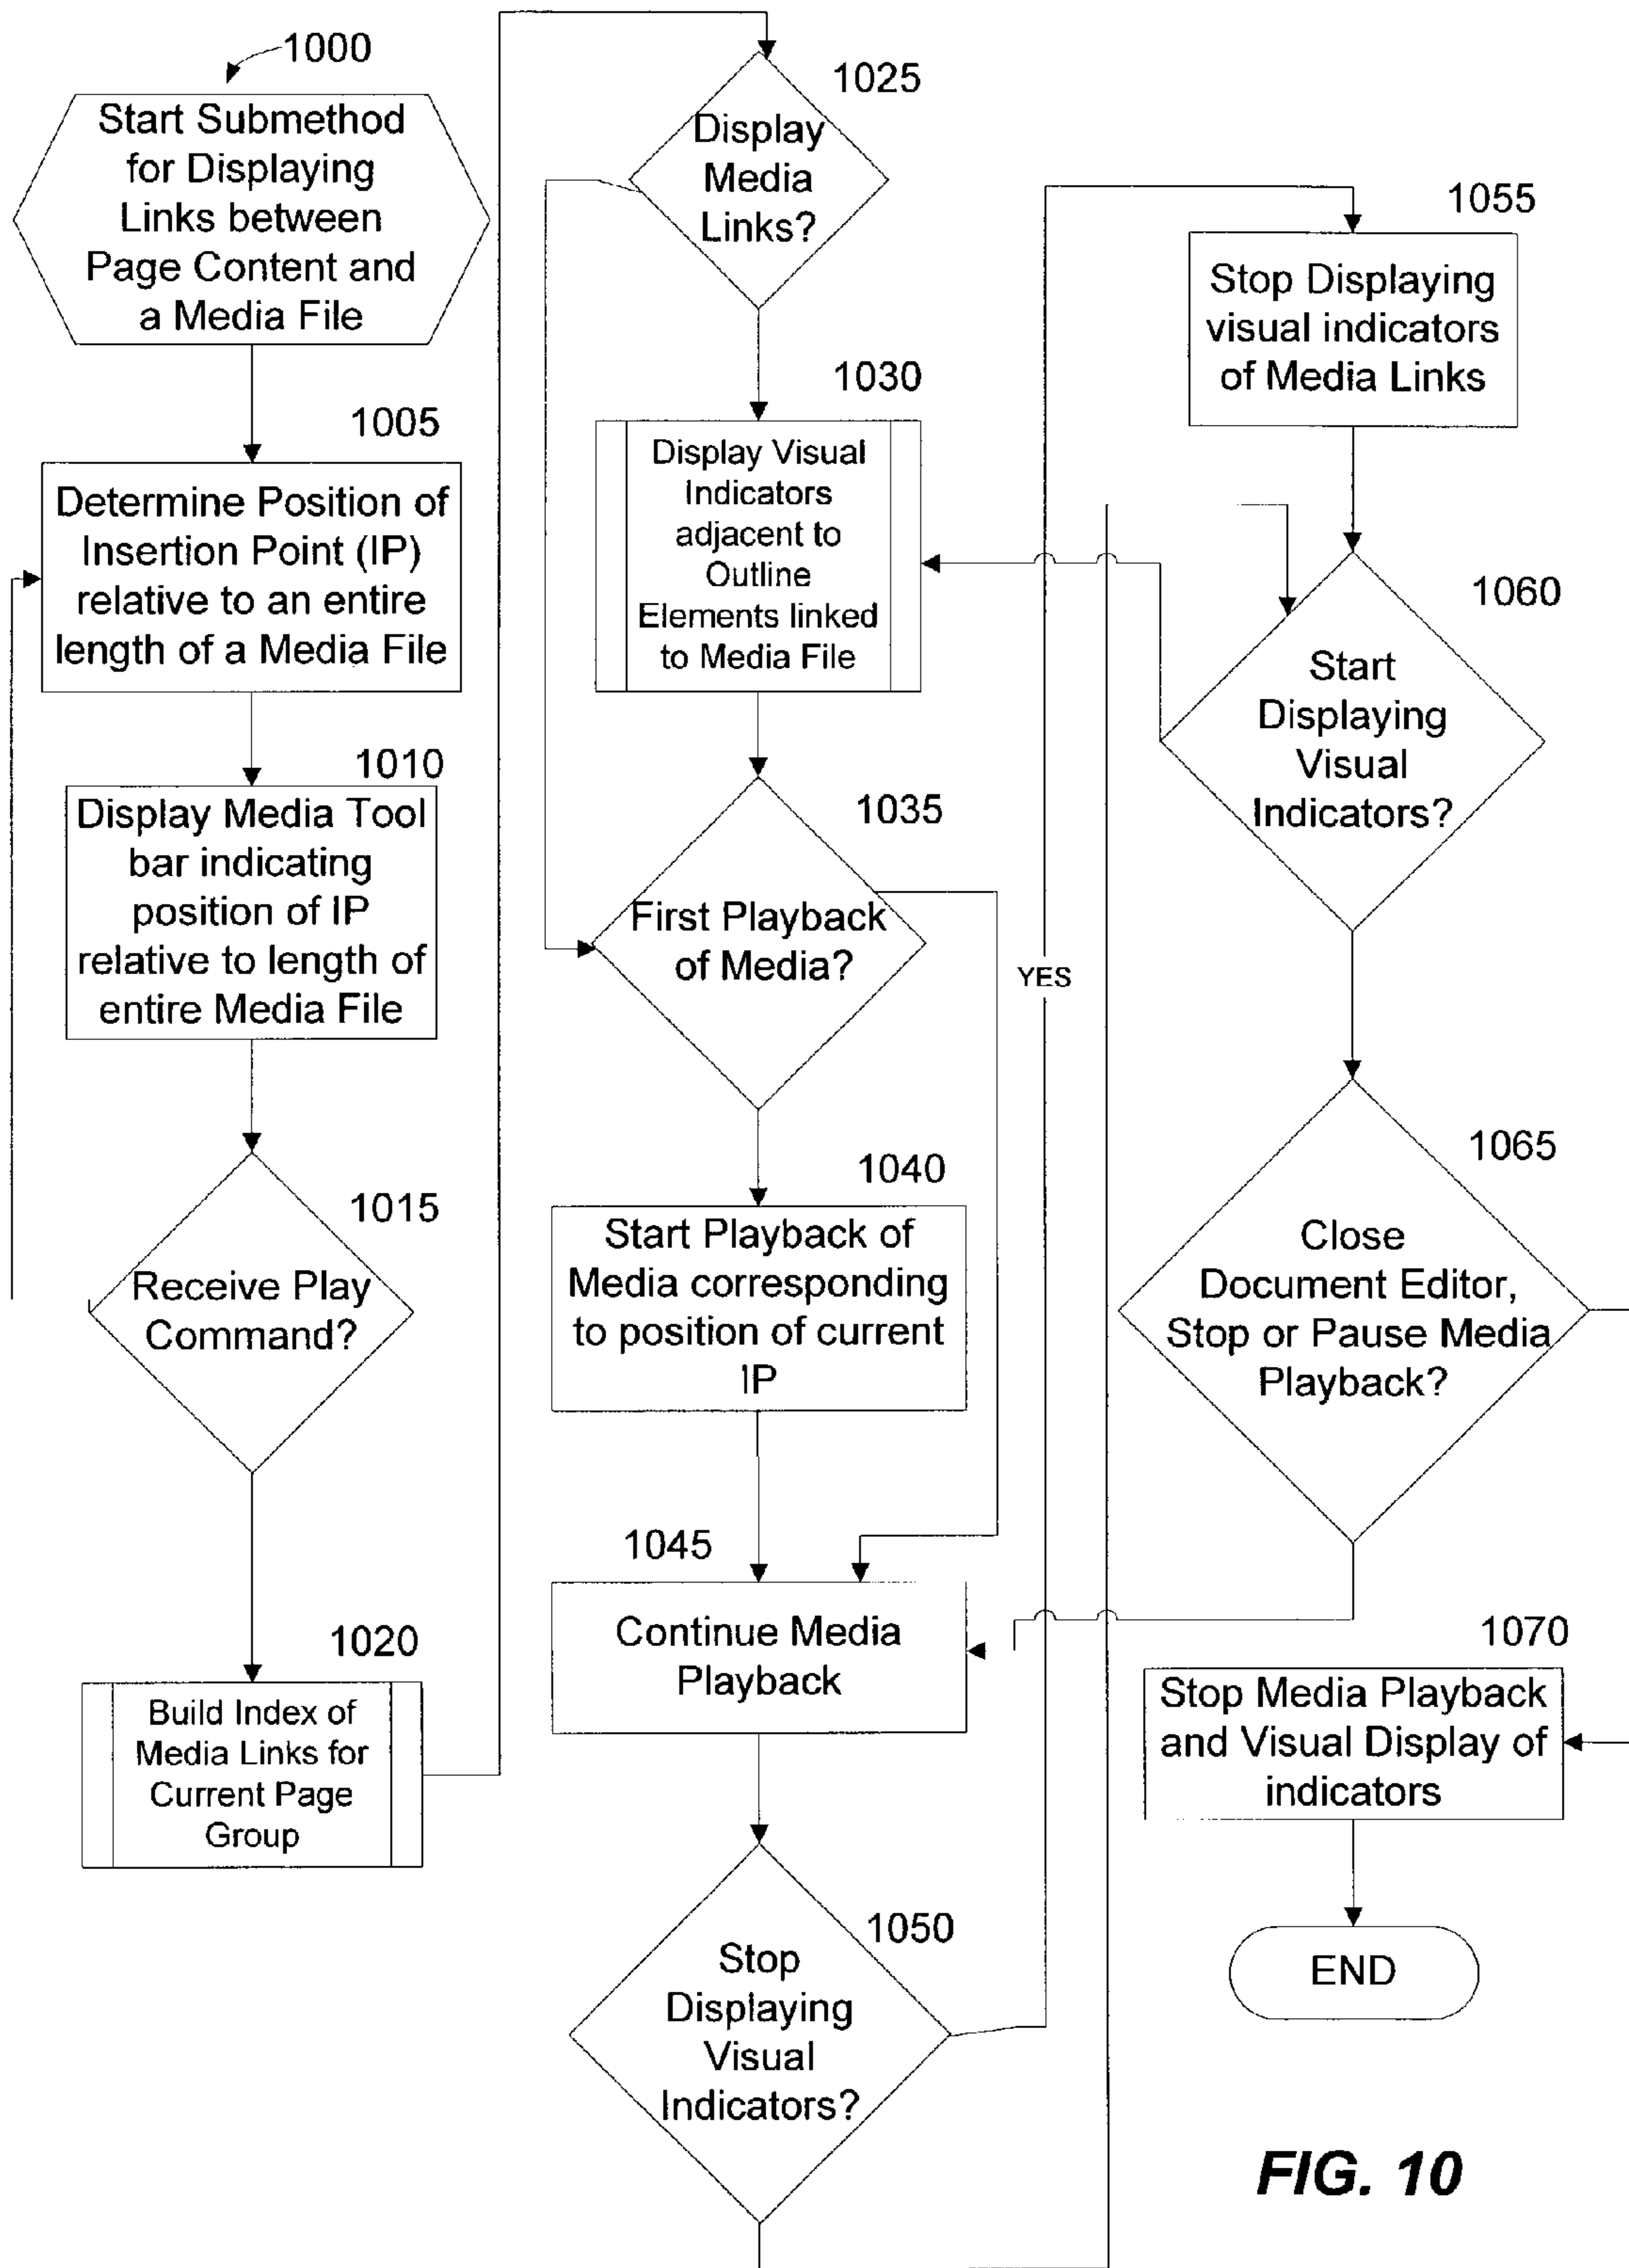 1000
Start Submethod
for Displaying
Links between
Page Content and
a Media File
1005
Determine Position of
Insertion Point (IP)
relative to an entire
length of a Media File
1010
Display Media Tool
bar indicating
position of IP
relative to length of
entire Media File
1015
Receive Play
Command?
1020
Build Index of
Media Links for
Current Page
Group
1025
Display
Media
Links?
1030
Display Visual
Indicators
adjacent to
Outline
Elements linked
to Media File
1035
First Playback
of Media?
1040
Start Playback of
Media corresponding
to position of current
IP
1045
Continue Media
Playback
1050
Stop
Displaying
Visual
Indicators?
YES
1055
Stop Displaying
visual indicators
of Media Links
1060
Start
Displaying
Visual
Indicators?
1065
Close
Document Editor,
Stop or Pause Media
Playback?
1070
Stop Media Playback
and Visual Display of
indicators
END
FIG. 10